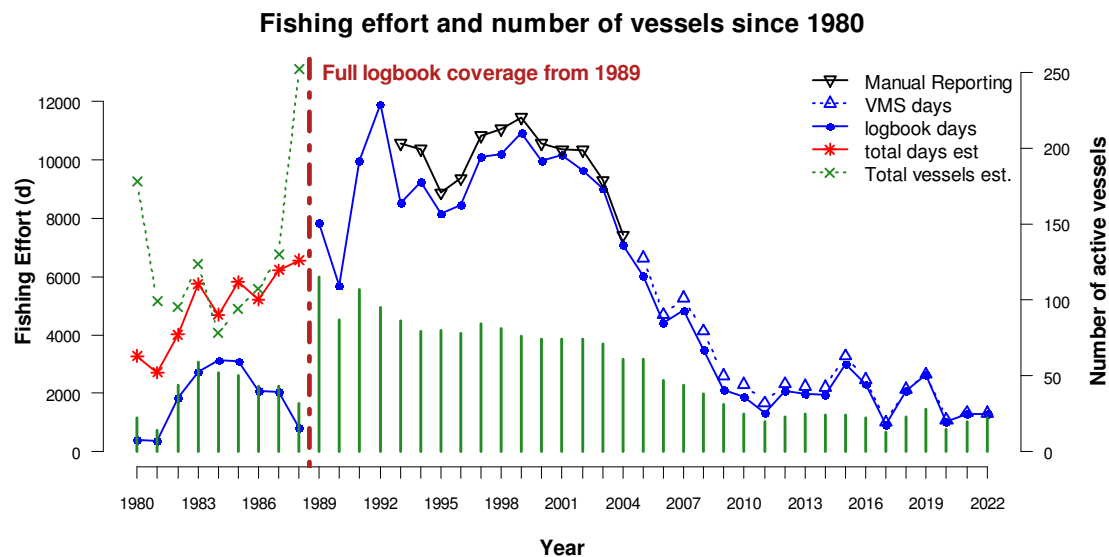 Fishing effort and number of vessels since 1980
Full logbook coverage from 1989
Manual Reporting
VMS days
logbook days
total days est
Total vessels est.
Fishing Effort (d)
12000
10000
8000
6000
4000
2000
0
Number of active vessels
250
200
150
100
50
0
1980 1983 1986 1989 1992 1995 1998 2001 2004 2007 2010 2013 2016 2019 2022
Year